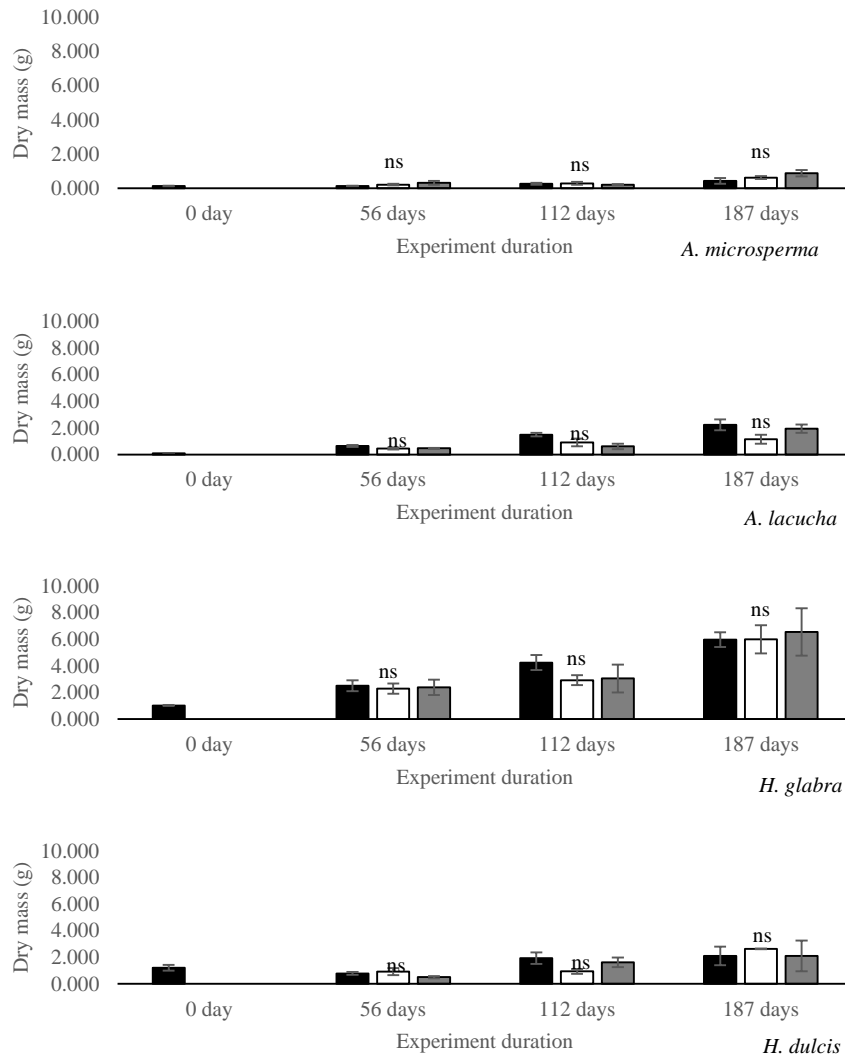 10.000
8.000
6.000
4.000
2.000
0.000
Dry mass (g)
ns ns ns
0 day 56 days 112 days 187 days
Experiment duration
A. microsperma
10.000
8.000
6.000
4.000
2.000
0.000
Dry mass (g)
ns ns ns
0 day 56 days 112 days 187 days
Experiment duration
A. lacucha
10.000
8.000
6.000
4.000
2.000
0.000
Dry mass (g)
ns ns ns
0 day 56 days 112 days 187 days
Experiment duration
H. glabra
10.000
8.000
6.000
4.000
2.000
0.000
Dry mass (g)
ns ns ns
0 day 56 days 112 days 187 days
Experiment duration
H. dulcis